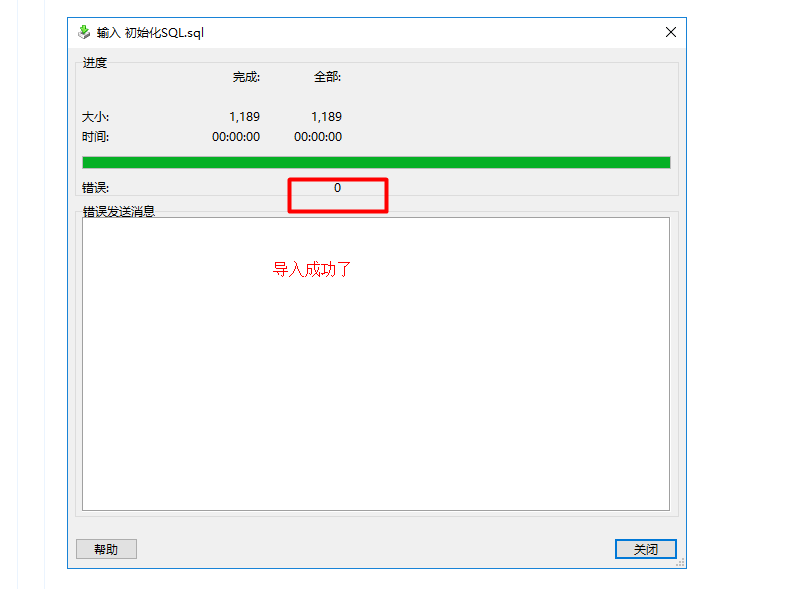 输入 初始化SQL.sql
进度
完成: 全部:
大小: 1,189 1,189
时间: 00:00:00 00:00:00
错误: 0
错误发送消息
导入成功了
帮助 关闭